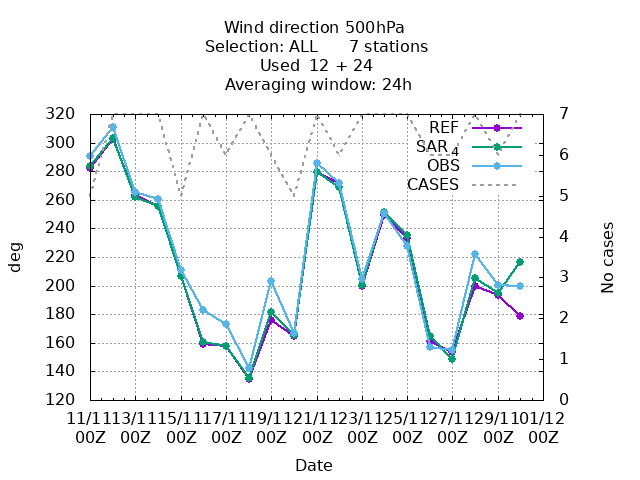 Wind direction 500hPa
Selection: ALL 7 stations
Used 12 + 24
Averaging window: 24h
320
300
280
260
240
220
200
180
160
140
120
deg
7
6
5
4
3
2
1
0
No cases
REF
SAR 4
OBS
CASES
11/11 13/11 15/11 17/11 19/11 21/11 23/11 25/11 27/11 29/11 01/12
00Z 00Z 00Z 00Z 00Z 00Z 00Z 00Z 00Z 00Z 00Z
Date